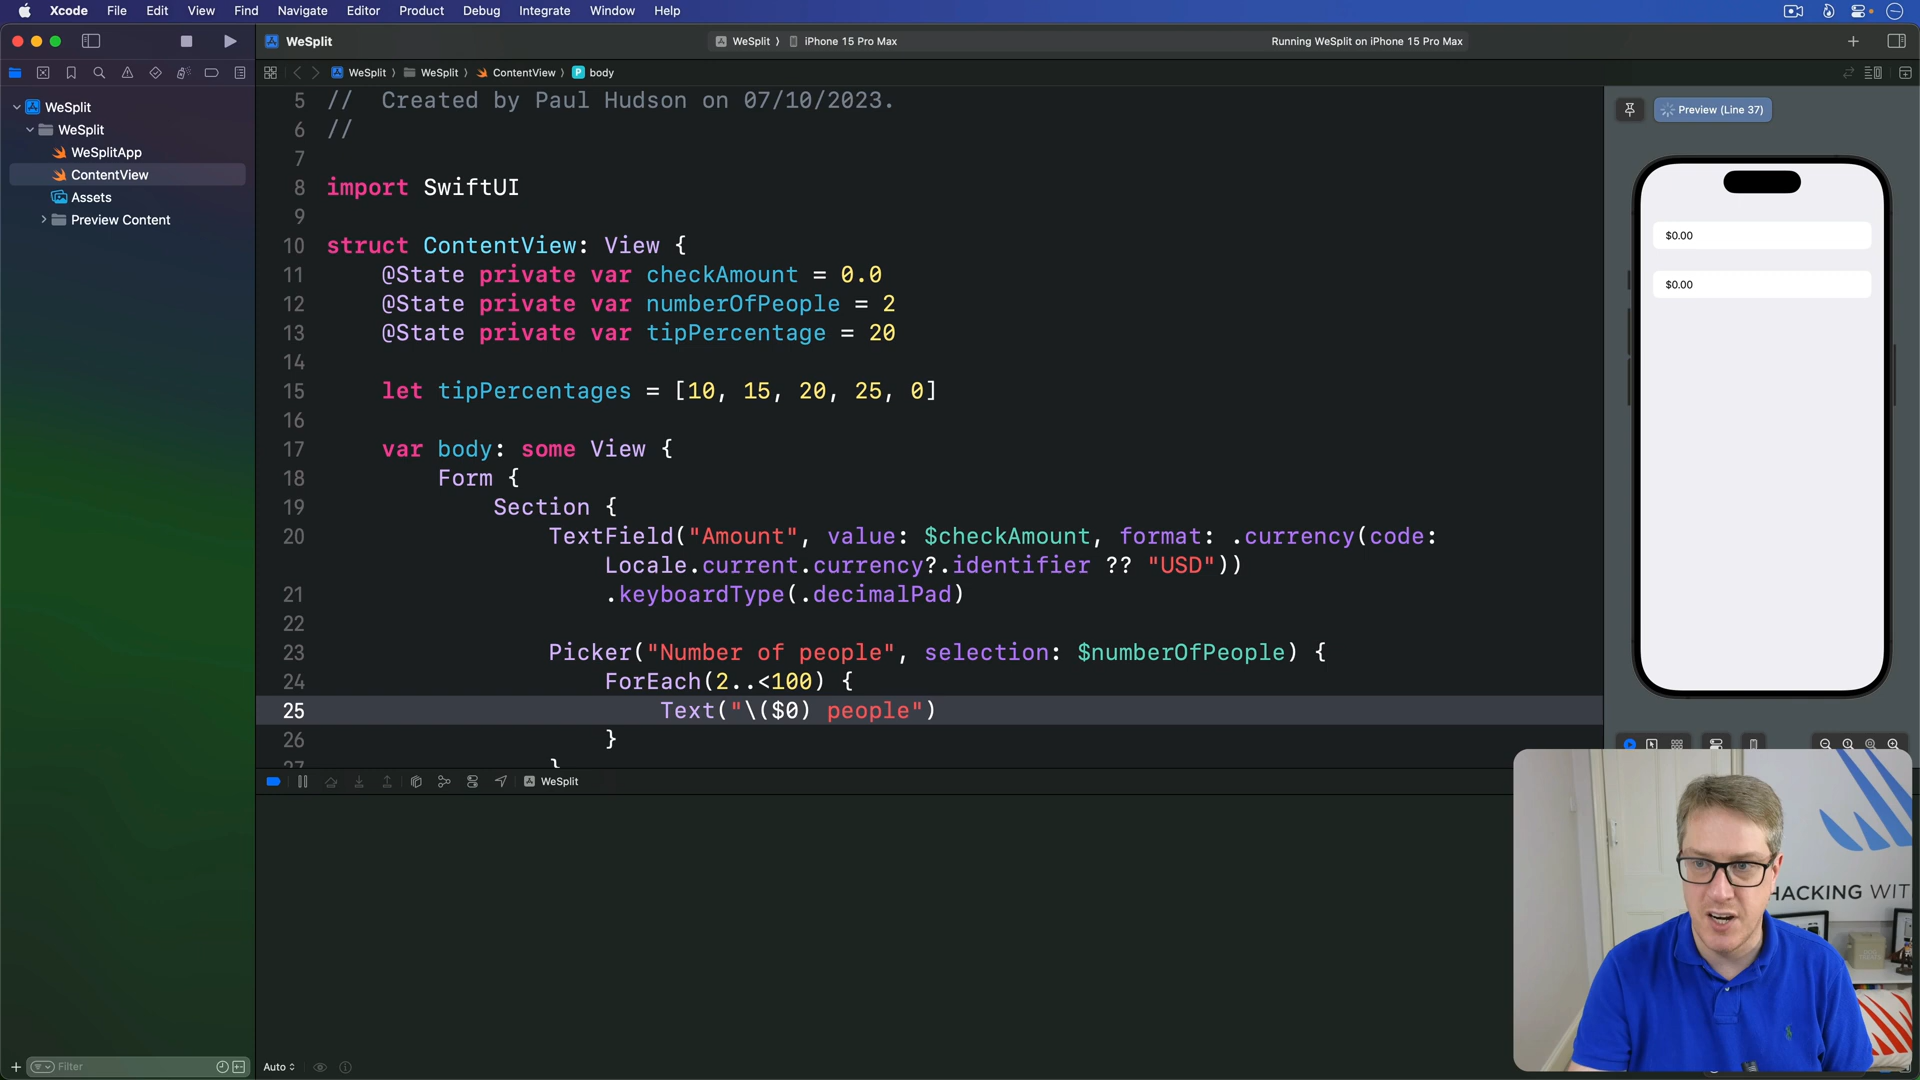 Xcode File Edit View Find Navigate Editor Product Debug Integrate Window Help
WeSplit
WeSplit 〉 iPhone 15 Pro Max
Running WeSplit on iPhone 15 Pro Max
WeSplit 〉 WeSplit 〉 ContentView 〉 P body
WeSplit
WeSplit
WeSplitApp
ContentView
Assets
Preview Content
5 //  Created by Paul Hudson on 07/10/2023.
6 //
7
8 import SwiftUI
9
10 struct ContentView: View {
11 @State private var checkAmount = 0.0
12 @State private var numberOfPeople = 2
13 @State private var tipPercentage = 20
14
15 let tipPercentages = [10, 15, 20, 25, 0]
16
17 var body: some View {
18 Form {
19 Section {
20 TextField("Amount", value: $checkAmount, format: .currency(code:
Locale.current.currency?.identifier ?? "USD"))
21 .keyboardType(.decimalPad)
22
23 Picker("Number of people", selection: $numberOfPeople) {
24 ForEach(2..<100) {
25 Text("\($0) people")
26 }
27 }
Preview (Line 37)
$0.00
$0.00
WeSplit
HACKING WIT
Filter
Auto